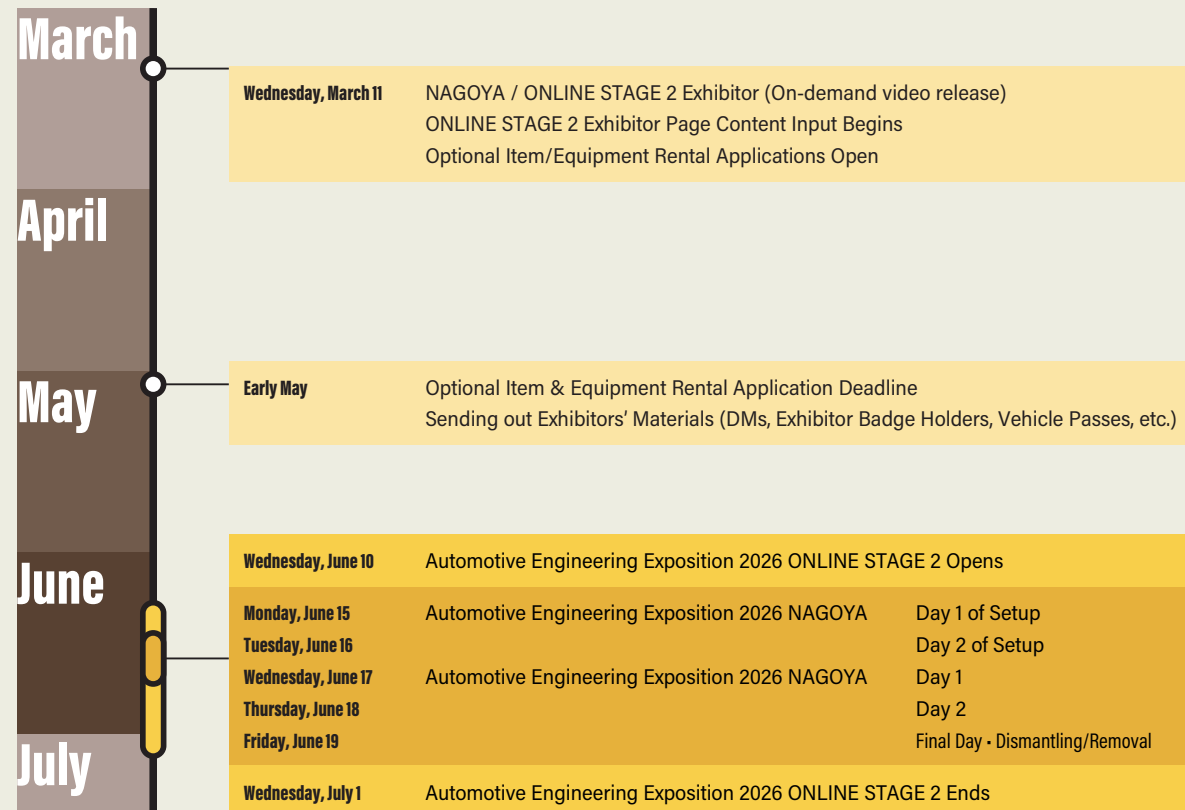 March
Wednesday, March 11 NAGOYA / ONLINE STAGE 2 Exhibitor (On-demand video release)
ONLINE STAGE 2 Exhibitor Page Content Input Begins
Optional Item/Equipment Rental Applications Open
April
May
Early May Optional Item & Equipment Rental Application Deadline
Sending out Exhibitors’ Materials (DMs, Exhibitor Badge Holders, Vehicle Passes, etc.)
June
Wednesday, June 10 Automotive Engineering Exposition 2026 ONLINE STAGE 2 Opens
Monday, June 15 Automotive Engineering Exposition 2026 NAGOYA Day 1 of Setup
Tuesday, June 16 Day 2 of Setup
Wednesday, June 17 Automotive Engineering Exposition 2026 NAGOYA Day 1
Thursday, June 18 Day 2
Friday, June 19 Final Day・Dismantling/Removal
July
Wednesday, July 1 Automotive Engineering Exposition 2026 ONLINE STAGE 2 Ends